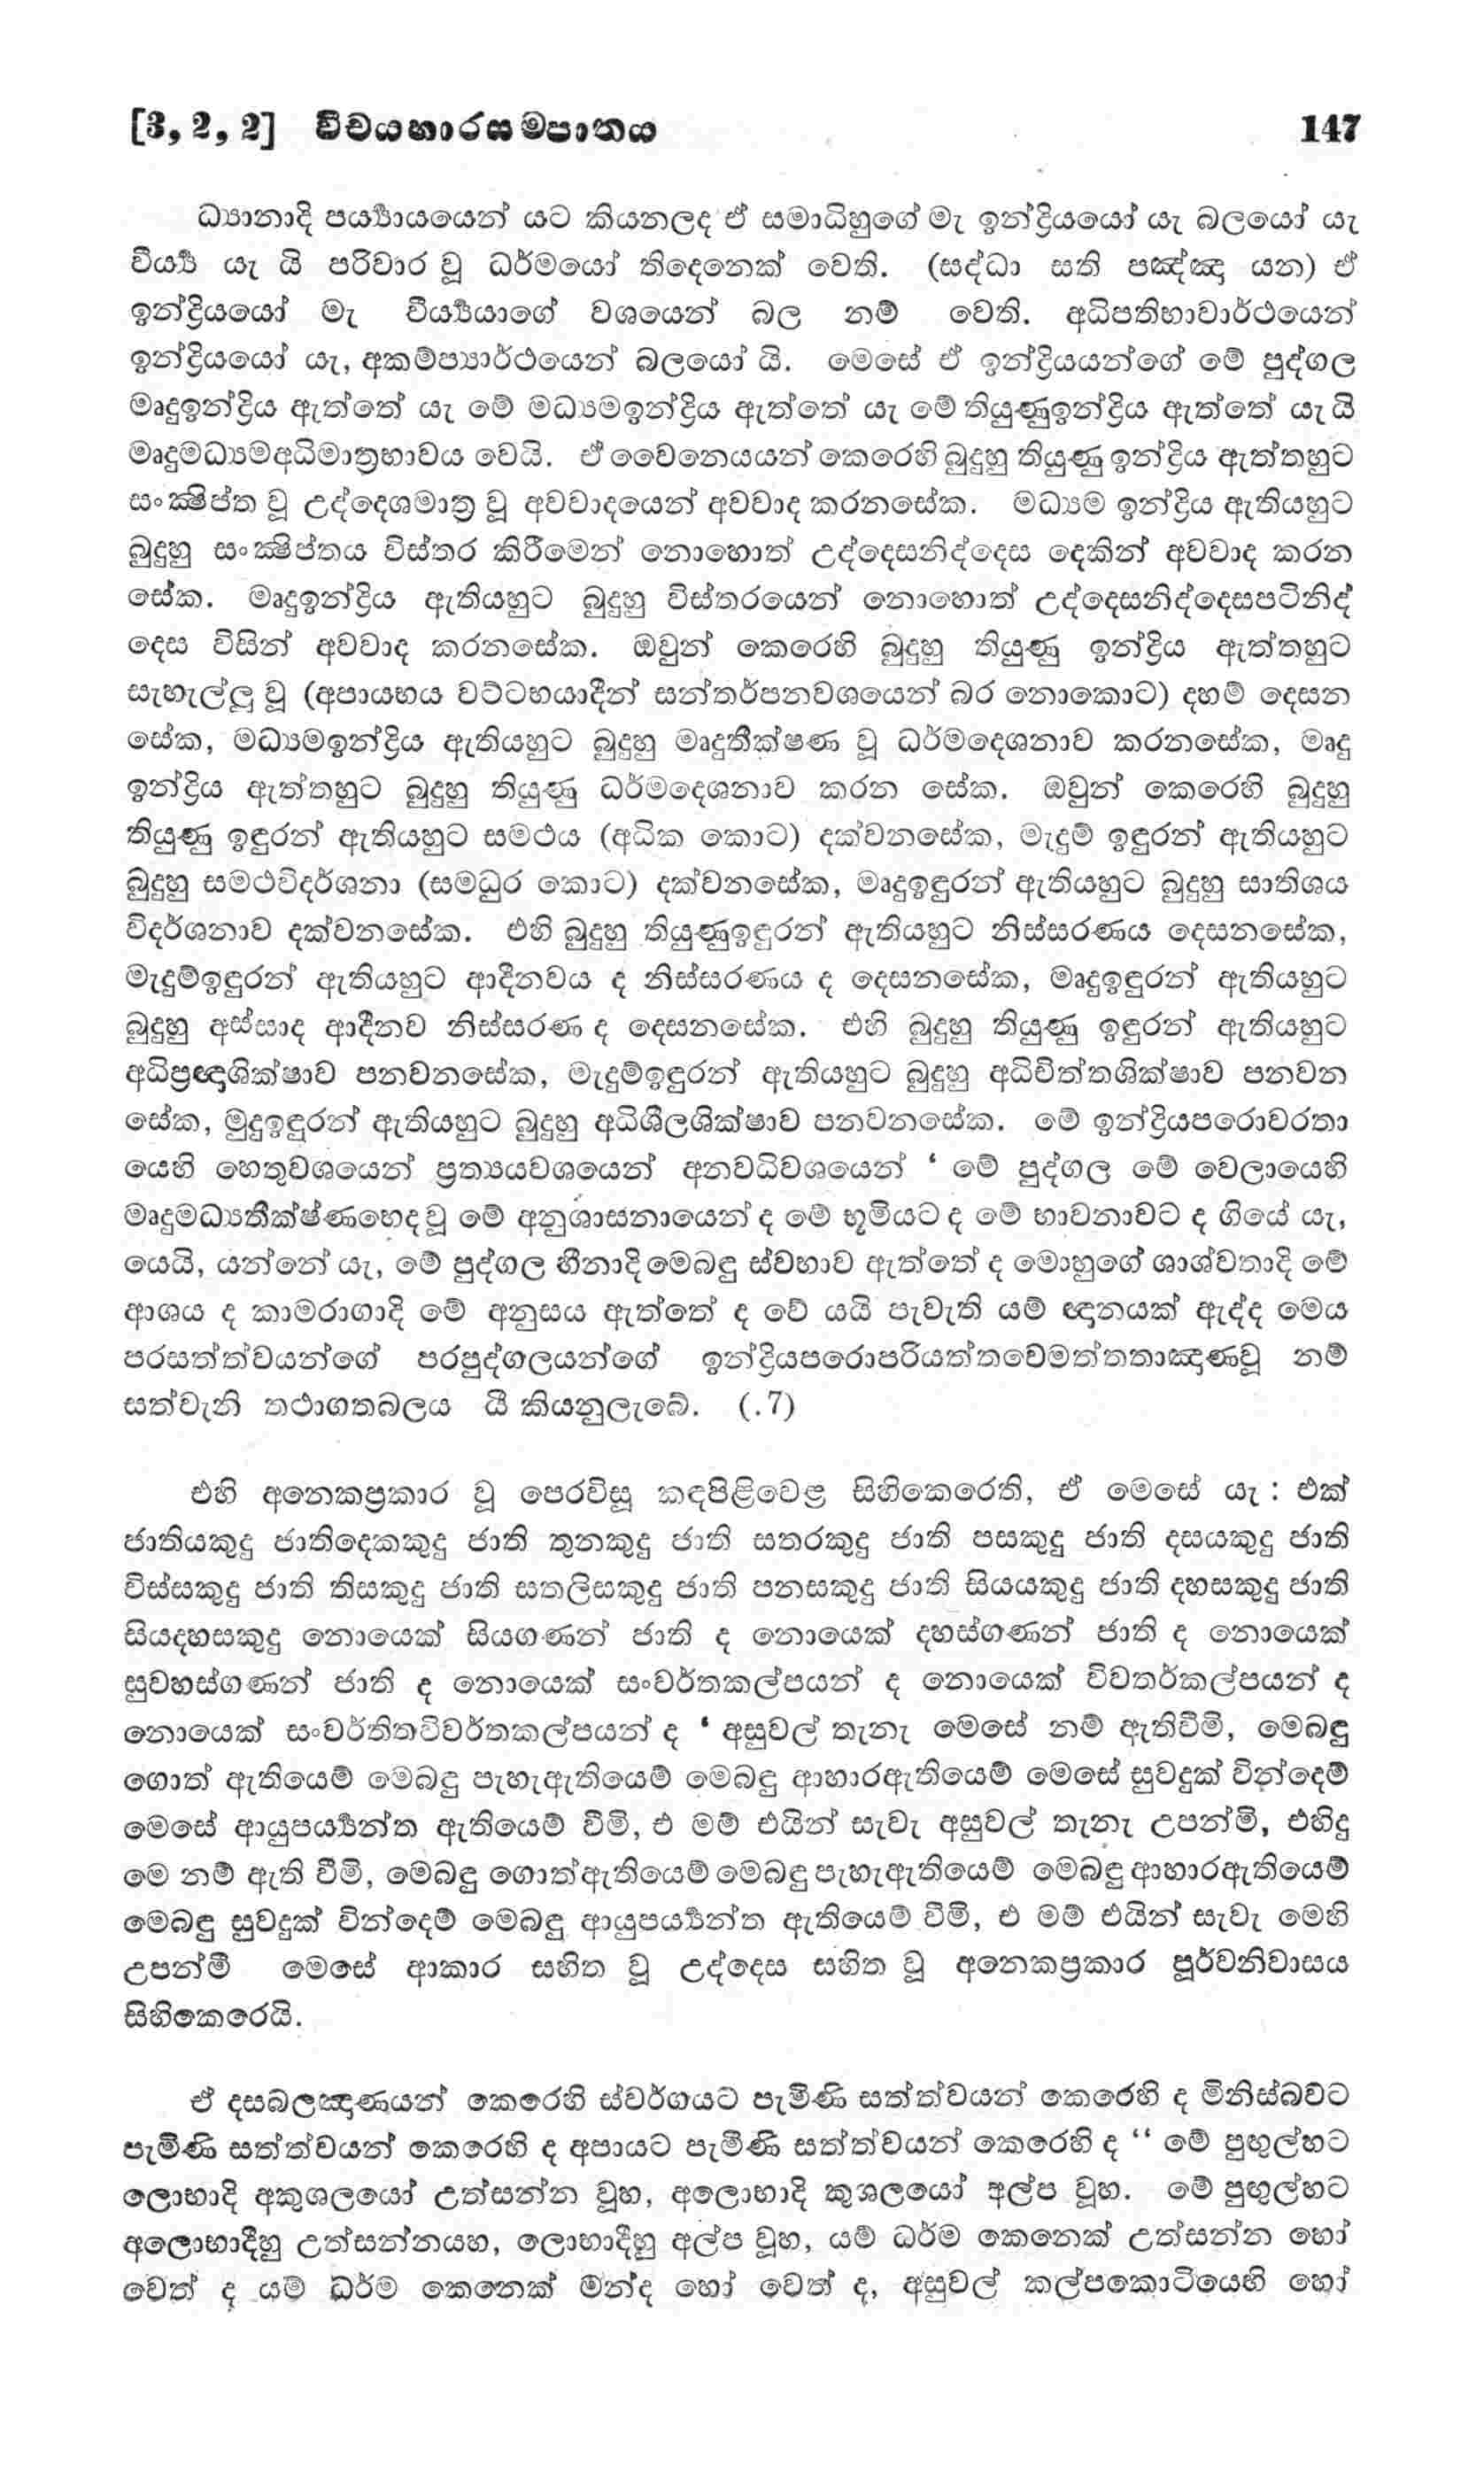 [3, 2, 2] විචයහාරසම්පාතය 147
ධ්‍යානාදි පර්‍ය්‍යායයෙන් යට කියනලද ඒ සමාධිහුගේ මැ ඉන්ද්‍රියයෝ යැ බලයෝ යැ
වීර්‍ය්‍ය යැ යි පරිවාර වූ ධර්මයෝ තිදෙනෙක් වෙති. (සද්ධා සති පඤ්ඤා යන) ඒ
ඉන්ද්‍රියයෝ මැ වීර්‍ය්‍යයාගේ වශයෙන් බල නම් වෙති. අධිපතිභාවාර්ථයෙන්
ඉන්ද්‍රියයෝ යැ, අකම්ප්‍යාර්ථයෙන් බලයෝ යි. මෙසේ ඒ ඉන්ද්‍රියයන්ගේ මේ පුද්ගල
මෘදුඉන්ද්‍රිය ඇත්තේ යැ මේ මධ්‍යමඉන්ද්‍රිය ඇත්තේ යැ මේ තියුණුඉන්ද්‍රිය ඇත්තේ යැ යි
මෘදුමධ්‍යමඅධිමාත්‍රභාවය වෙයි. ඒ වෛනෙයයන් කෙරෙහි බුදුහු තියුණු ඉන්ද්‍රිය ඇත්තහුට
සංක්‍ෂිප්ත වූ උද්දෙශමාත්‍ර වූ අවවාදයෙන් අවවාද කරනසේක. මධ්‍යම ඉන්ද්‍රිය ඇතියහුට
බුදුහු සංක්‍ෂිප්තය විස්තර කිරීමෙන් නොහොත් උද්දෙසනිද්දෙස දෙකින් අවවාද කරන
සේක. මෘදුඉන්ද්‍රිය ඇතියහුට බුදුහු විස්තරයෙන් නොහොත් උද්දෙසනිද්දෙසපටිනිද්
දෙස විසින් අවවාද කරනසේක. ඔවුන් කෙරෙහි බුදුහු තියුණු ඉන්ද්‍රිය ඇත්තහුට
සැහැල්ලූ වූ (අපායභය වට්ටභයාදීන් සන්තර්පනවශයෙන් බර නොකොට) දහම් දෙසන
සේක, මධ්‍යමඉන්ද්‍රිය ඇතියහුට බුදුහු මෘදුතීක්ෂණ වූ ධර්මදෙශනාව කරනසේක, මෘදු
ඉන්ද්‍රිය ඇත්තහුට බුදුහු තියුණු ධර්මදෙශනාව කරන සේක. ඔවුන් කෙරෙහි බුදුහු
තියුණු ඉඳුරන් ඇතියහුට සමථය (අධික කොට) දක්වනසේක, මැදුම් ඉඳුරන් ඇතියහුට
බුදුහු සමථවිදර්ශනා (සමධුර කොට) දක්වනසේක, මෘදුඉඳුරන් ඇතියහුට බුදුහු සාතිශය
විදර්ශනාව දක්වනසේක. එහි බුදුහු තියුණුඉඳුරන් ඇතියහුට නිස්සරණය දෙසනසේක,
මැදුම්ඉඳුරන් ඇතියහුට ආදීනවය ද නිස්සරණය ද දෙසනසේක, මෘදුඉඳුරන් ඇතියහුට
බුදුහු අස්සාද ආදීනව නිස්සරණ ද දෙසනසේක. එහි බුදුහු තියුණු ඉඳුරන් ඇතියහුට
අධිප්‍රඥාශික්ෂාව පනවනසේක, මැදුම්ඉඳුරන් ඇතියහුට බුදුහු අධිචිත්තශික්ෂාව පනවන
සේක, මුදුඉඳුරන් ඇතියහුට බුදුහු අධිශීලශික්ෂාව පනවනසේක. මේ ඉන්ද්‍රියපරොවරතා
යෙහි හෙතුවශයෙන් ප්‍රත්‍යයවශයෙන් අනවධිවශයෙන් ‘ මේ පුද්ගල මේ වෙලායෙහි
මෘදුමධ්‍යතීක්ෂ්ණභෙද වූ මේ අනුශාසනායෙන් ද මේ භූමියට ද මේ භාවනාවට ද ගියේ යැ,
යෙයි, යන්නේ යැ, මේ පුද්ගල හීනාදි මෙබඳු ස්වභාව ඇත්තේ ද මොහුගේ ශාශ්වතාදි මේ
ආශය ද කාමරාගාදි මේ අනුසය ඇත්තේ ද වේ යයි පැවැති යම් ඥානයක් ඇද්ද මෙය
පරසත්ත්වයන්ගේ පරපුද්ගලයන්ගේ ඉන්ද්‍රියපරොපරියත්තවෙමත්තතාඤාණවූ නම්
සත්වැනි තථාගතබලය යී කියනුලැබේ. (.7)
එහි අනෙකප්‍රකාර වූ පෙරවිසූ කඳපිළිවෙළ සිහිකෙරෙති, ඒ මෙසේ යැ : එක්
ජාතියකුදු ජාතිදෙකකුදු ජාති තුනකුදු ජාති සතරකුදු ජාති පසකුදු ජාති දසයකුදු ජාති
විස්සකුදු ජාති තිසකුදු ජාති සතලිසකුදු ජාති පනසකුදු ජාති සියයකුදු ජාති දහසකුදු ජාති
සියදහසකුදු නොයෙක් සියගණන් ජාති ද නොයෙක් දහස්ගණන් ජාති ද නොයෙක්
සුවහස්ගණන් ජාති ද නොයෙක් සංවර්තකල්පයන් ද නොයෙක් විවතර්කල්පයන් ද
නොයෙක් සංවර්තිතවිවර්තකල්පයන් ද ‘ අසුවල් තැනැ මෙසේ නම් ඇතිවීමි, මෙබඳු
ගොත් ඇතියෙම් මෙබඳු පැහැඇතියෙම් මෙබඳු ආහාරඇතියෙම් මෙසේ සුවදුක් වින්දෙම්
මෙසේ ආයුපර්‍ය්‍යන්ත ඇතියෙම් වීමි, එ මම් එයින් සැවැ අසුවල් තැනැ උපන්මි, එහිදු
මෙ නම් ඇති වීමි, මෙබඳු ගොත්ඇතියෙම් මෙබඳු පැහැඇතියෙම් මෙබඳු ආහාරඇතියෙම්
මෙබඳු සුවදුක් වින්දෙම් මෙබඳු ආයුපර්‍ය්‍යන්ත ඇතියෙම් වීමි, එ මම් එයින් සැවැ මෙහි
උපන්මී මෙසේ ආකාර සහිත වූ උද්දෙස සහිත වූ අනෙකප්‍රකාර පූර්වනිවාසය
සිහිකෙරෙයි.
ඒ දසබලඤාණයන් කෙරෙහි ස්වර්ගයට පැමිණි සත්ත්වයන් කෙරෙහි ද මිනිස්බවට
පැමිණි සත්ත්වයන් කෙරෙහි ද අපායට පැමිණි සත්ත්වයන් කෙරෙහි ද “ මේ පුඟුල්හට
ලොභාදි අකුශලයෝ උත්සන්න වූහ, අලොභාදි කුශලයෝ අල්ප වූහ. මේ පුඟුල්හට
අලොභාදීහු උත්සන්නයහ, ලොභාදීහු අල්ප වූහ, යම් ධර්ම කෙනෙක් උත්සන්න හෝ
වෙත් ද යම් ධර්ම කෙනෙක් මන්ද හෝ වෙත් ද, අසුවල් කල්පකොටියෙහි හෝ